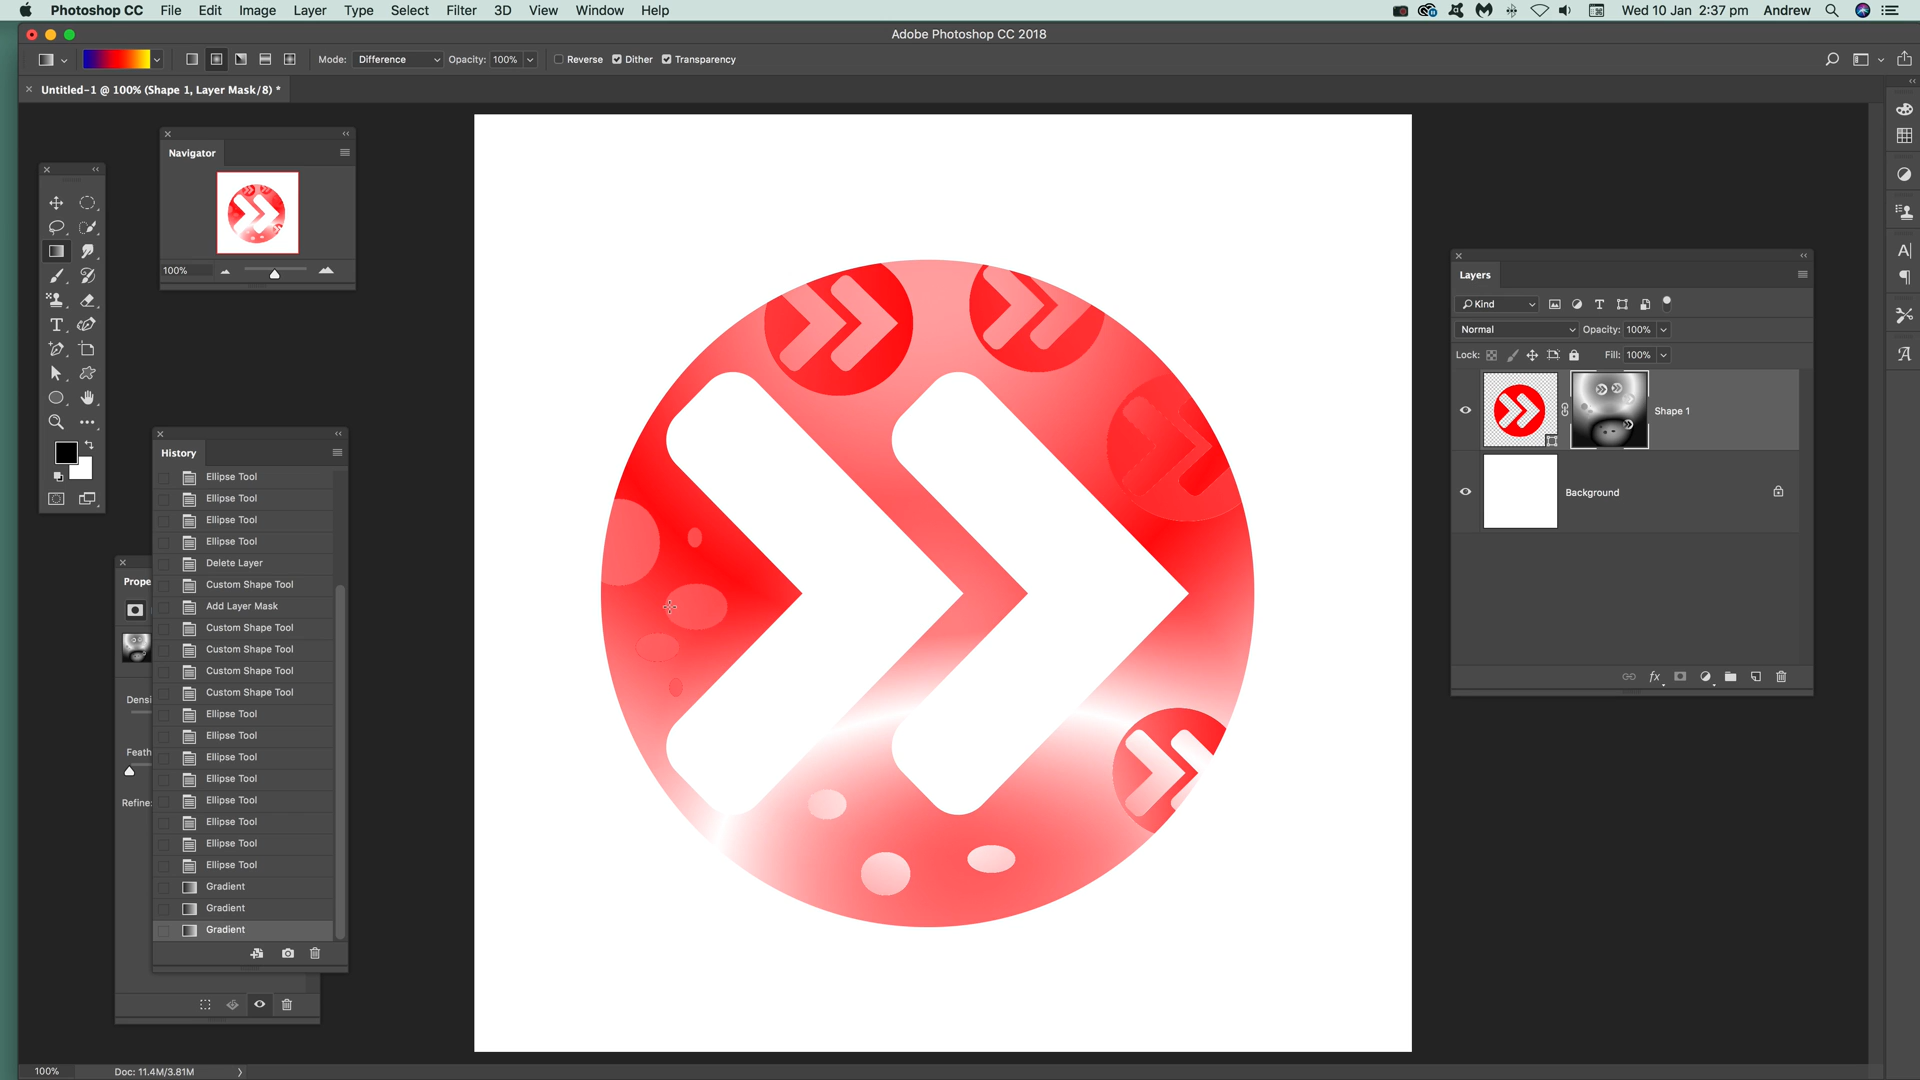 Photoshop CC File Edit Image Layer Type Select Filter 3D View Window Help Wed 10 Jan 2:37 pm Andrew
Adobe Photoshop CC 2018
Mode: Difference Opacity: 100% Reverse Dither Transparency
Untitled-1 @ 100% (Shape 1, Layer Mask/8) *
Navigator
100%
History
Ellipse Tool
Ellipse Tool
Ellipse Tool
Ellipse Tool
Delete Layer
Custom Shape Tool
Add Layer Mask
Custom Shape Tool
Custom Shape Tool
Custom Shape Tool
Custom Shape Tool
Ellipse Tool
Ellipse Tool
Ellipse Tool
Ellipse Tool
Ellipse Tool
Ellipse Tool
Ellipse Tool
Ellipse Tool
Gradient
Gradient
Gradient
Prope
Densi
Feath
Refine:
Layers
Kind
Normal Opacity: 100%
Lock: Fill: 100%
Shape 1
Background
fx
100% Doc: 11.4M/3.81M